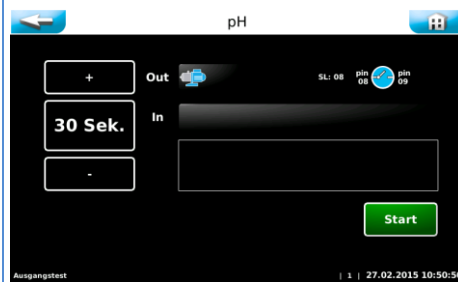 pH
+
Out
SL: 08
pin 08
pin 09
30 Sek.
In
-
Start
Ausgangstest
| 1 | 27.02.2015 10:50:50